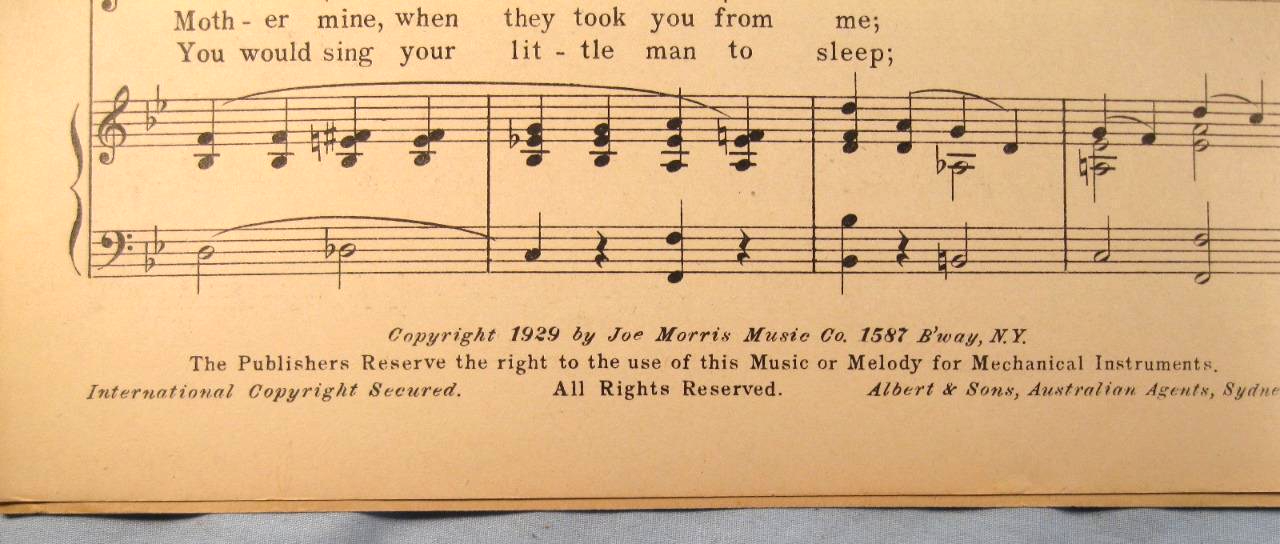 Moth - er mine, when they took you from me;
You would sing your lit - tle man to sleep;
Copyright 1929 by Joe Morris Music Co. 1587 B'way, N.Y.
The Publishers Reserve the right to the use of this Music or Melody for Mechanical Instruments.
International Copyright Secured. All Rights Reserved. Albert & Sons, Australian Agents, Sydne